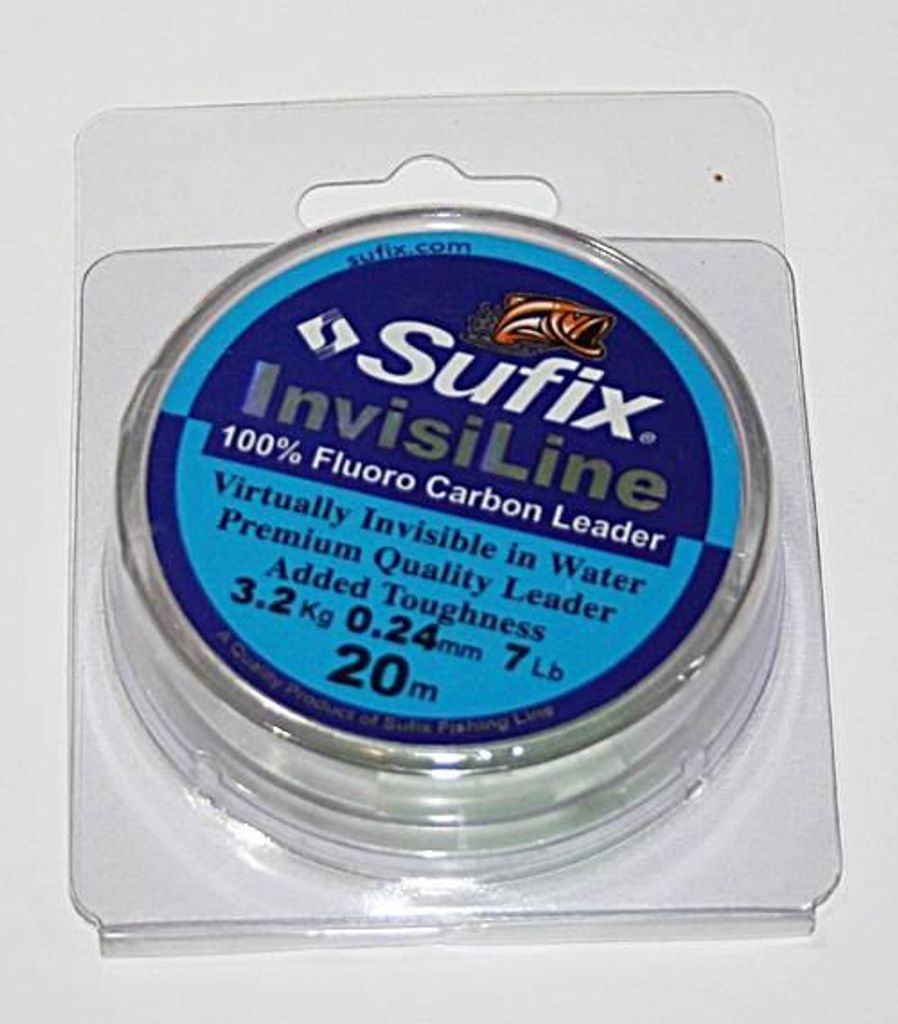 sufix.com
Sufix®
InvisiLine
100% Fluoro Carbon Leader
Virtually Invisible in Water
Premium Quality Leader
Added Toughness
3.2 Kg 0.24mm 7 Lb
20m
A Quality Product of Sufix Fishing Line